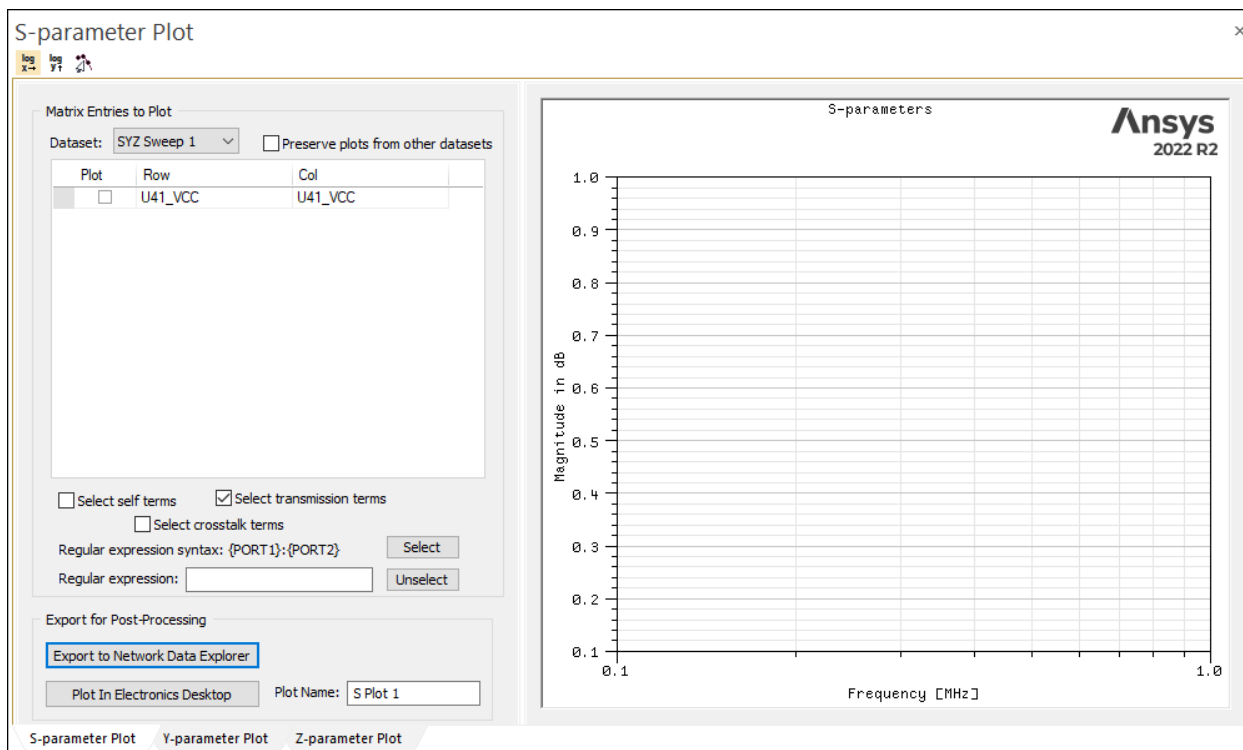 S-parameter Plot
×
log
x→
log
y↑
Matrix Entries to Plot
Dataset: SYZ Sweep 1 Preserve plots from other datasets
Plot Row Col
U41_VCC U41_VCC
Select self terms Select transmission terms
Select crosstalk terms
Regular expression syntax: {PORT1}:{PORT2} Select
Regular expression: Unselect
Export for Post-Processing
Export to Network Data Explorer
Plot In Electronics Desktop Plot Name: S Plot 1
S-parameters
Ansys
2022 R2
Magnitude in dB
1.0
0.9
0.8
0.7
0.6
0.5
0.4
0.3
0.2
0.1
0.1 1.0
Frequency [MHz]
S-parameter Plot Y-parameter Plot Z-parameter Plot